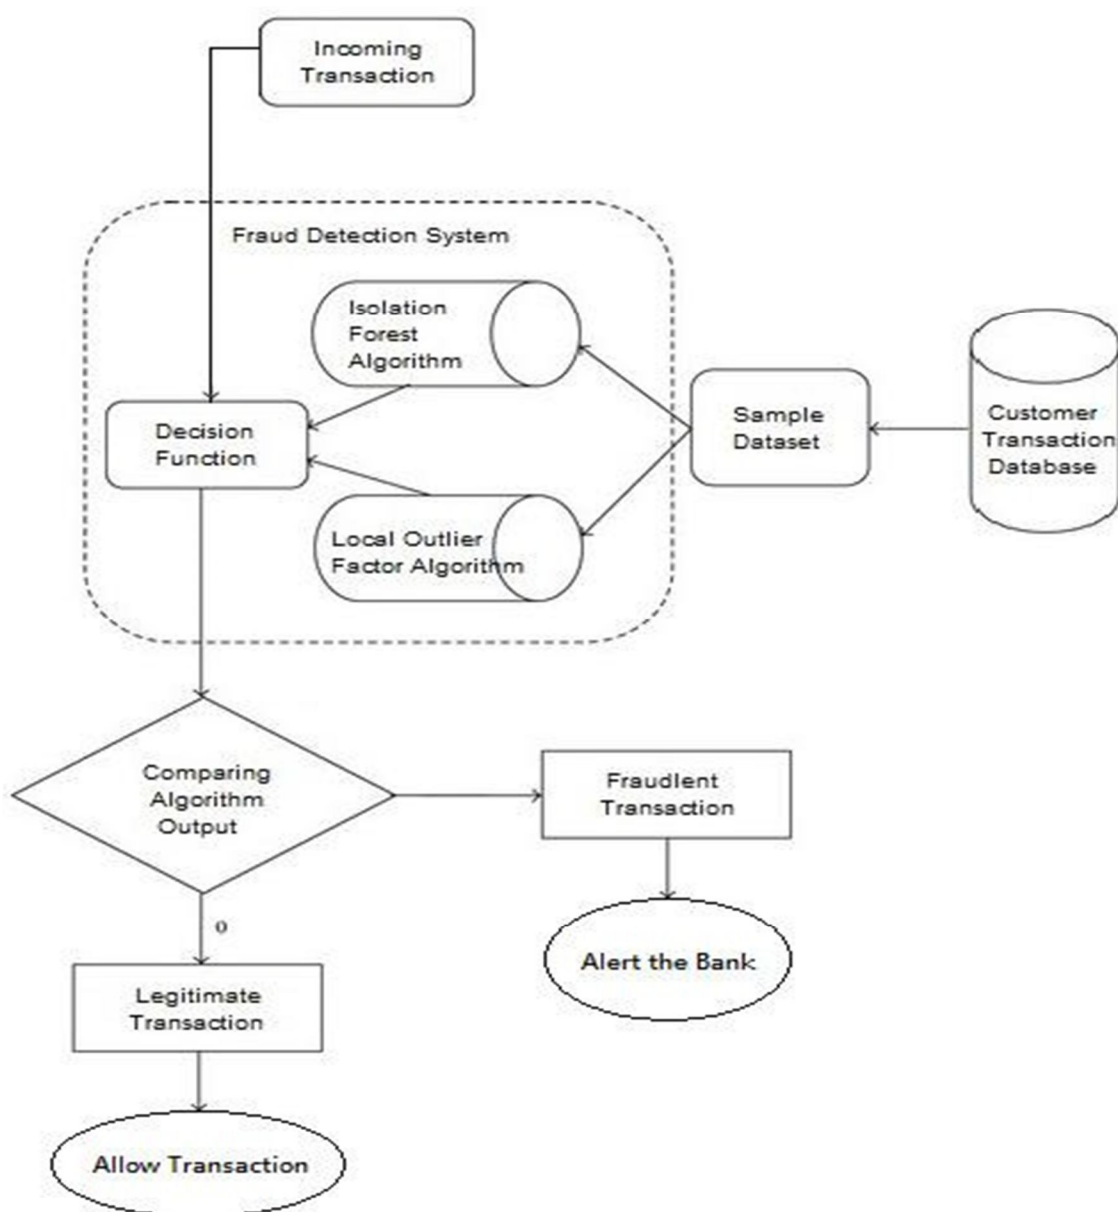 Incoming
Transaction
Fraud Detection System
Isolation
Forest
Algorithm
Decision
Function
Local Outlier
Factor Algorithm
Sample
Dataset
Customer
Transaction
Database
Comparing
Algorithm
Output
Fraudlent
Transaction
0
Alert the Bank
Legitimate
Transaction
Allow Transaction